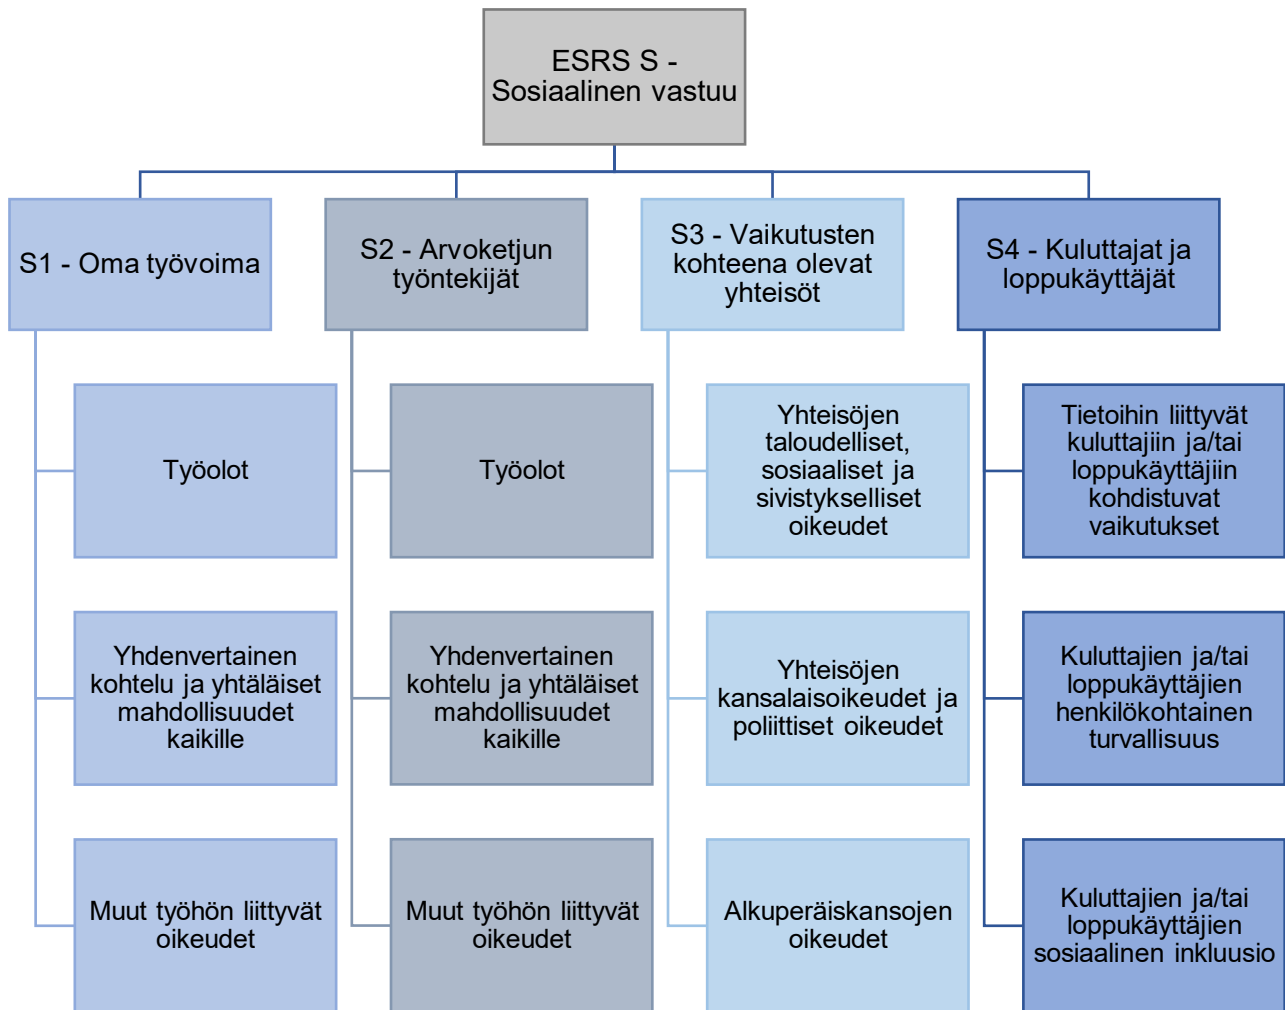 ESRS S -
Sosiaalinen vastuu
S1 - Oma työvoima
S2 - Arvoketjun
työntekijät
S3 - Vaikutusten
kohteena olevat
yhteisöt
S4 - Kuluttajat ja
loppukäyttäjät
Työolot
Työolot
Yhteisöjen
taloudelliset,
sosiaaliset ja
sivistykselliset
oikeudet
Tietoihin liittyvät
kuluttajiin ja/tai
loppukäyttäjiin
kohdistuvat
vaikutukset
Yhdenvertainen
kohtelu ja yhtäläiset
mahdollisuudet
kaikille
Yhdenvertainen
kohtelu ja yhtäläiset
mahdollisuudet
kaikille
Yhteisöjen
kansalaisoikeudet ja
poliittiset oikeudet
Kuluttajien ja/tai
loppukäyttäjien
henkilökohtainen
turvallisuus
Muut työhön liittyvät
oikeudet
Muut työhön liittyvät
oikeudet
Alkuperäiskansojen
oikeudet
Kuluttajien ja/tai
loppukäyttäjien
sosiaalinen inkluusio